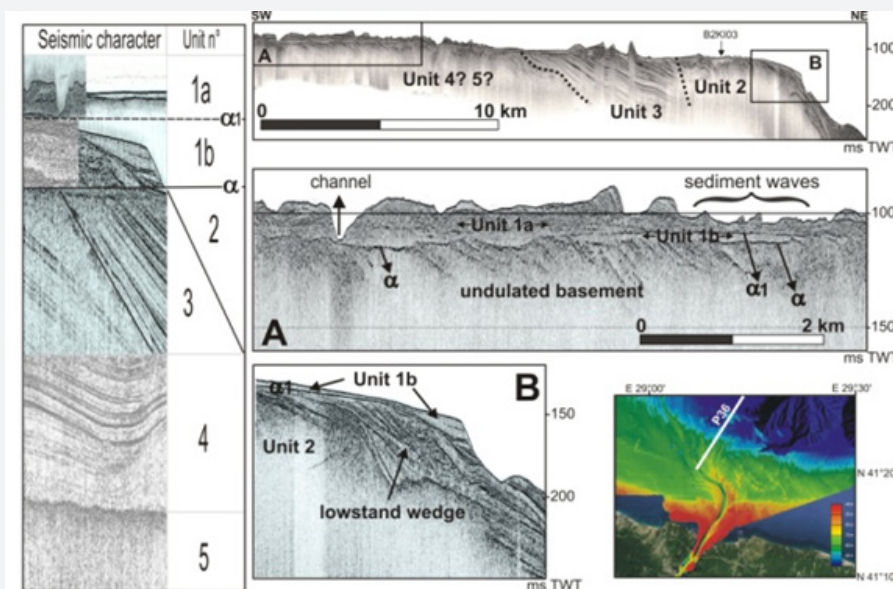 Seismic character Unit nº
1a
α1
1b
α
2
3
4
5
SW NE
B2KI003
A
B
Unit 4? 5?
Unit 3
Unit 2
0 10 km
100
200
ms TWT
channel
sediment waves
100
Unit 1a
Unit 1b
α
α1
α
undulated basement
A
0 2 km
150
ms TWT
B
α1
Unit 1b
Unit 2
lowstand wedge
150
200
ms TWT
E 29°00' E 29°30'
P36
N 41°20'
N 41°10'